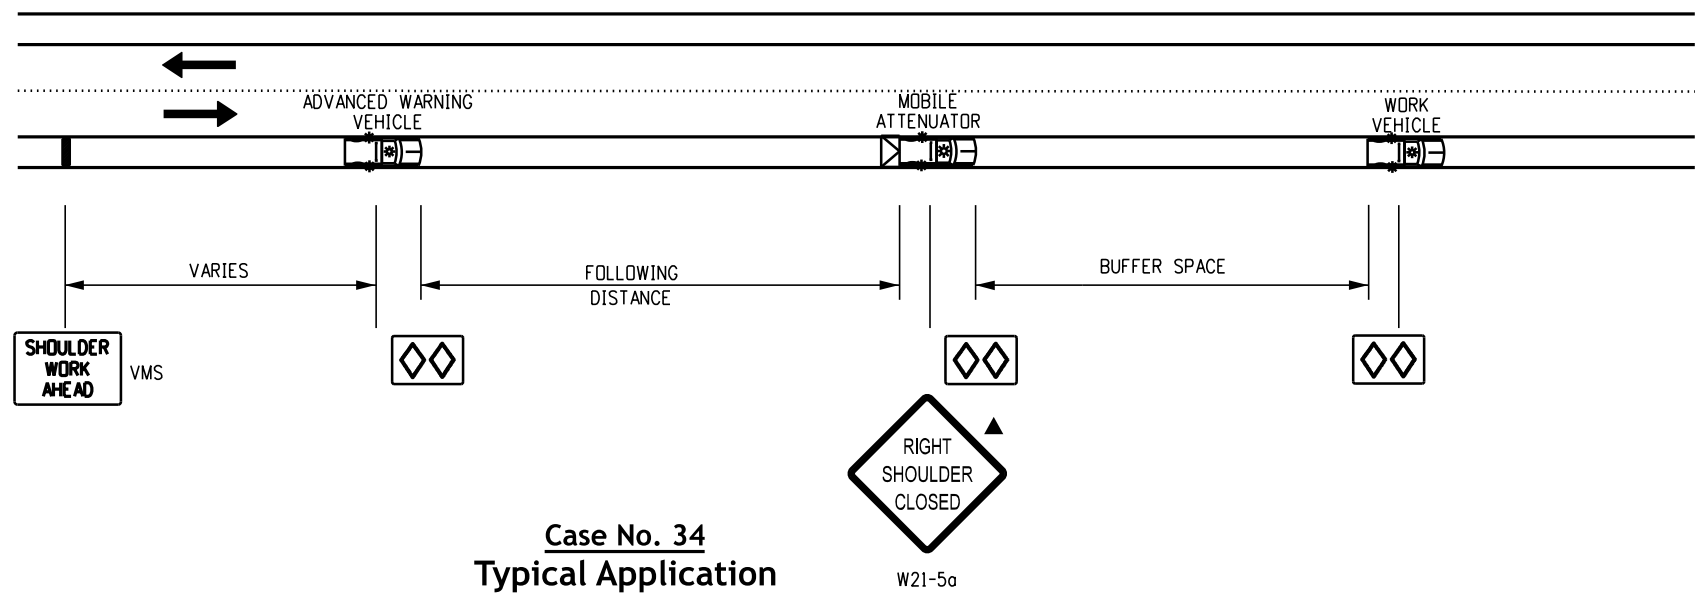 ADVANCED WARNING
VEHICLE
MOBILE
ATTENUATOR
WORK
VEHICLE
VARIES
FOLLOWING
DISTANCE
BUFFER SPACE
SHOULDER
WORK
AHEAD
VMS
RIGHT
SHOULDER
CLOSED
W21-5a
Case No. 34
Typical Application